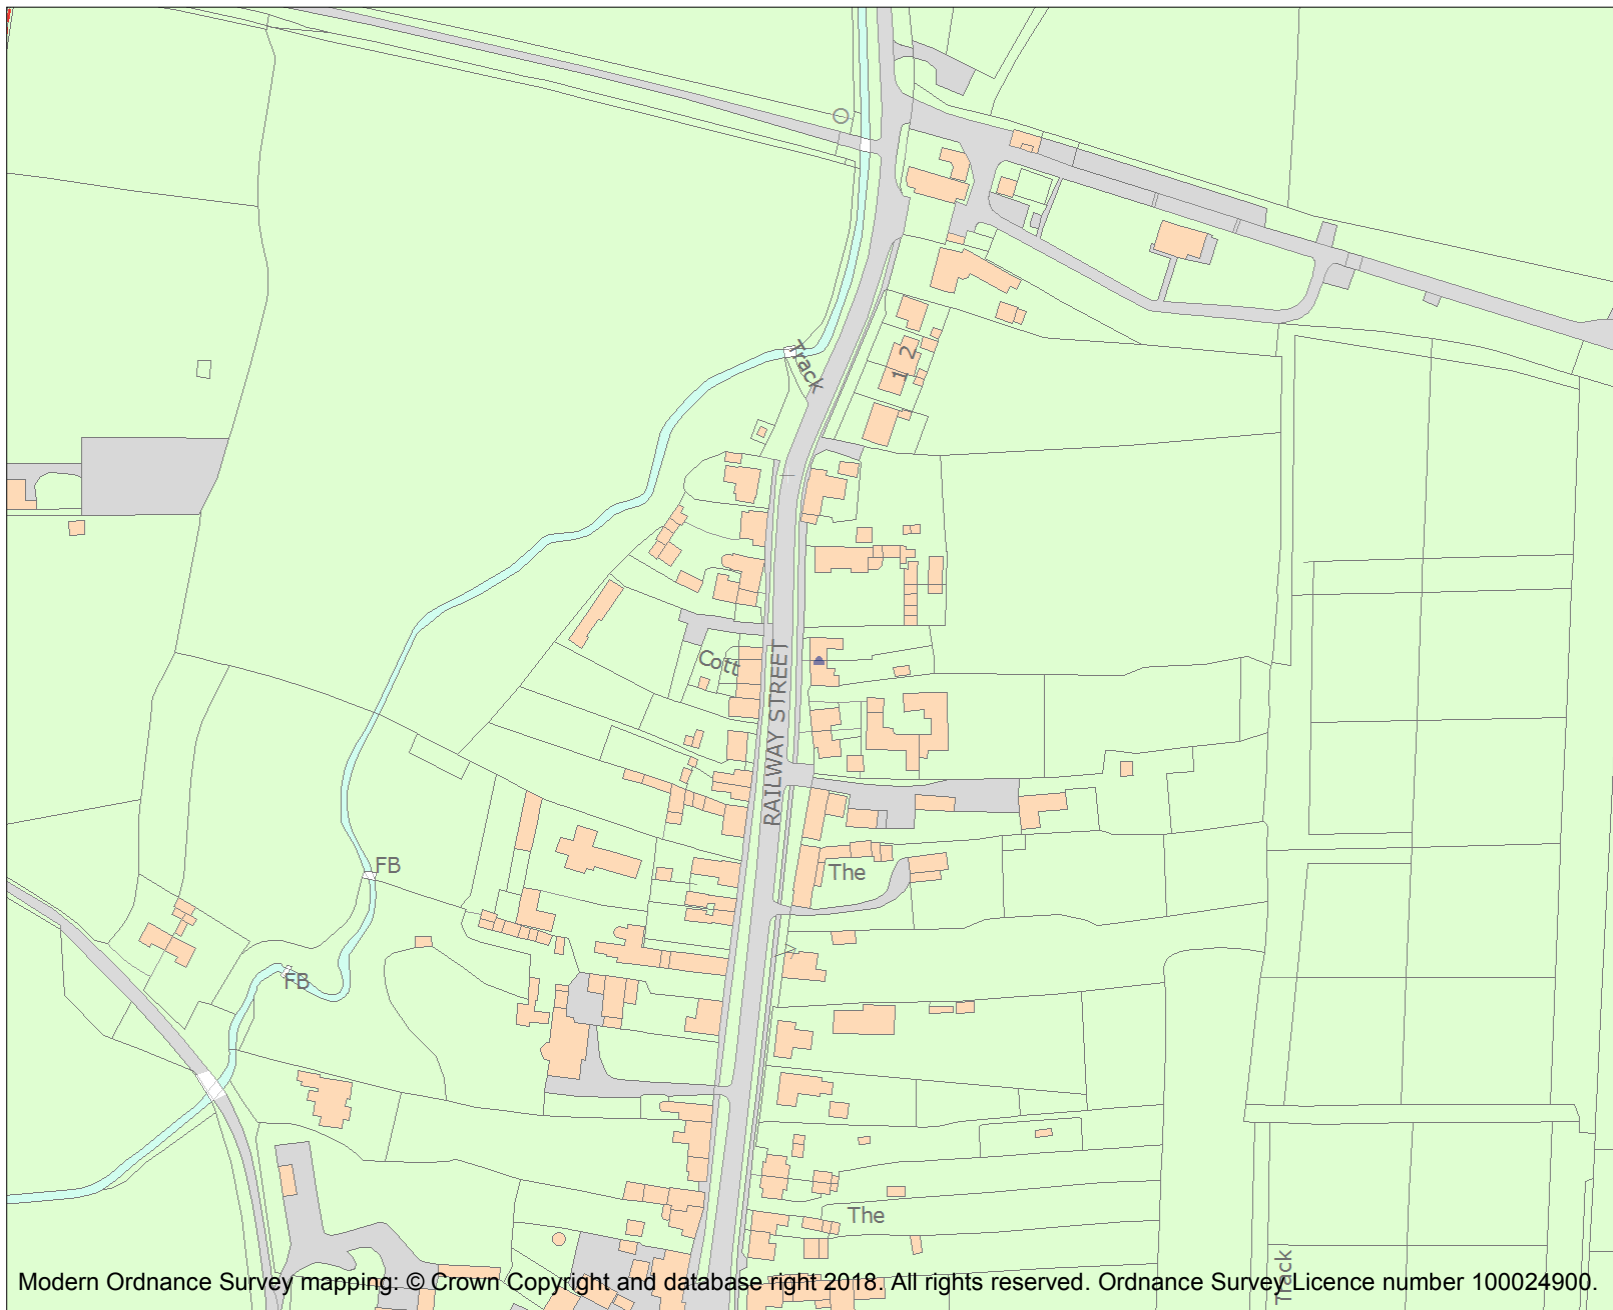 Track
1 2
RAILWAY STREET
Cott
FB
The
FB
The
Track
Modern Ordnance Survey mapping: © Crown Copyright and database right 2018. All rights reserved. Ordnance Survey Licence number 100024900.